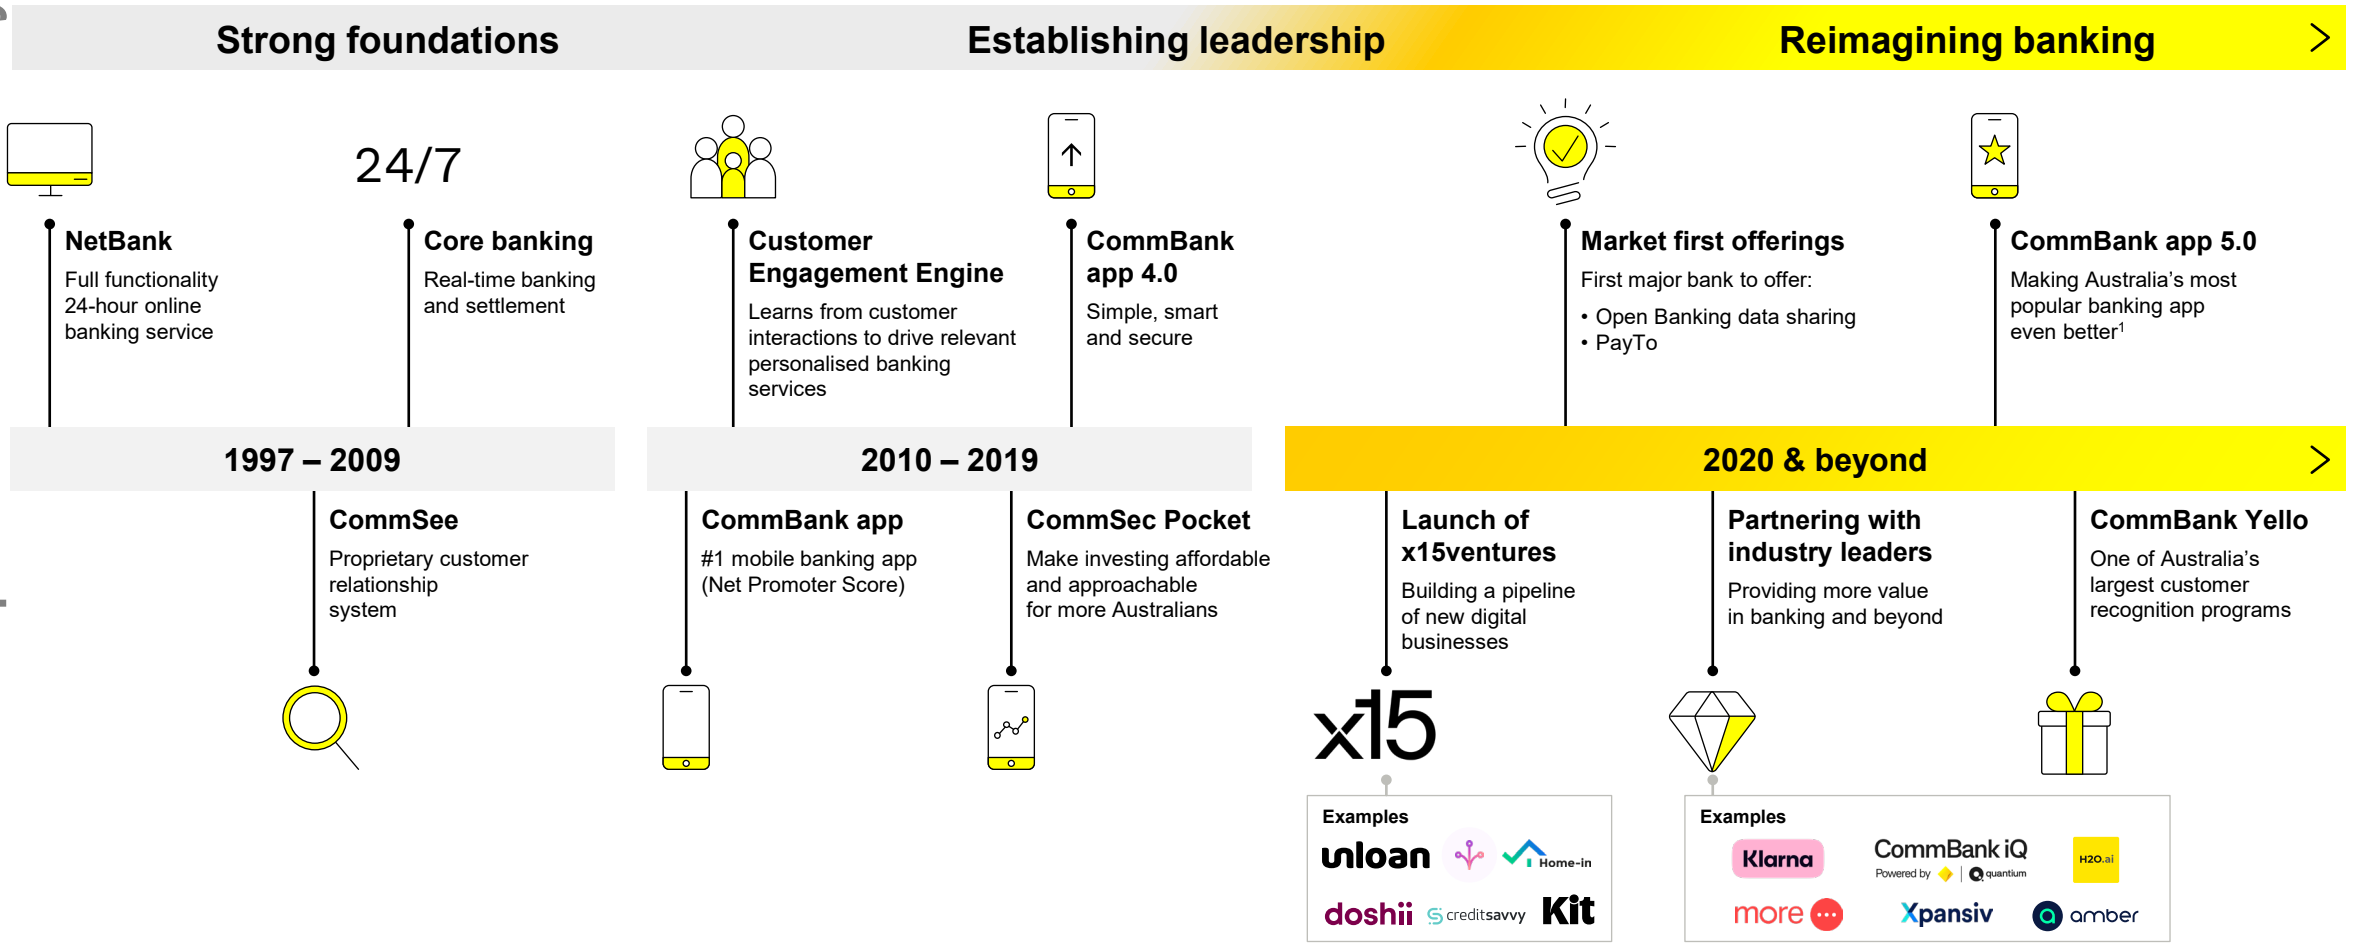 Strong foundations
Establishing leadership
Reimagining banking
24/7
NetBank
Full functionality
24-hour online
banking service
Core banking
Real-time banking
and settlement
Customer
Engagement Engine
Learns from customer
interactions to drive relevant
personalised banking
services
CommBank
app 4.0
Simple, smart
and secure
Market first offerings
First major bank to offer:
• Open Banking data sharing
• PayTo
CommBank app 5.0
Making Australia's most
popular banking app
even better1
1997 – 2009
2010 – 2019
2020 & beyond
CommSee
Proprietary customer
relationship
system
CommBank app
#1 mobile banking app
(Net Promoter Score)
CommSec Pocket
Make investing affordable
and approachable
for more Australians
Launch of
x15ventures
Building a pipeline
of new digital
businesses
x15
Partnering with
industry leaders
Providing more value
in banking and beyond
CommBank Yello
One of Australia's
largest customer
recognition programs
Examples
unloan
Home-in
doshii
creditsavvy
Kit
Examples
Klarna
CommBank iQ
Powered by
quantium
H2O.ai
more
Xpansiv
amber